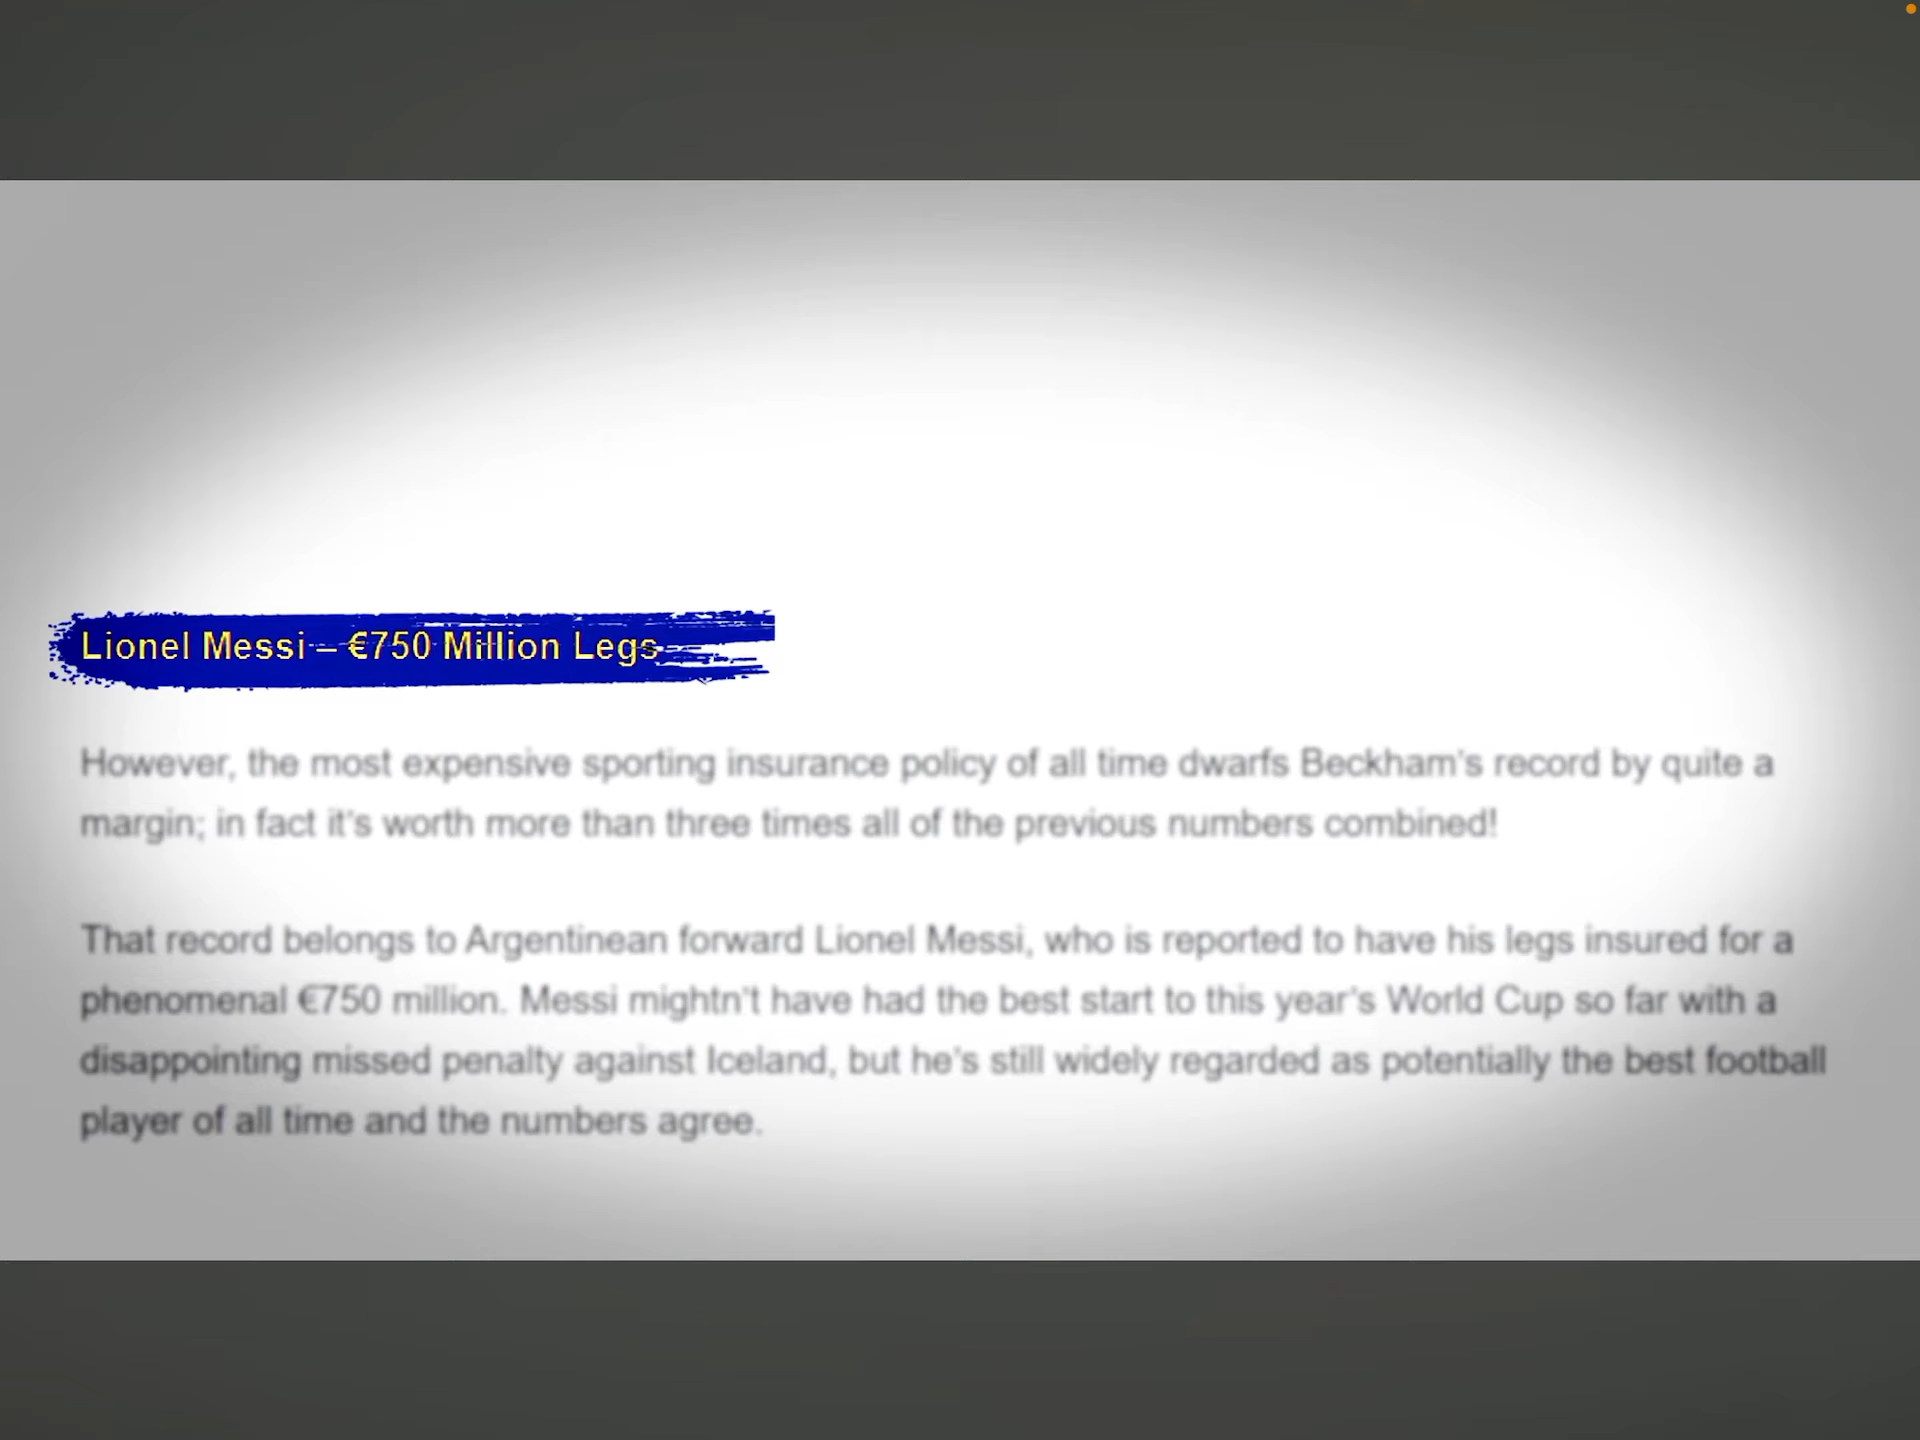 Lionel Messi – €750 Million Legs
However, the most expensive sporting insurance policy of all time dwarfs Beckham's record by quite a
margin; in fact it's worth more than three times all of the previous numbers combined!
That record belongs to Argentinean forward Lionel Messi, who is reported to have his legs insured for a
phenomenal €750 million. Messi mightn't have had the best start to this year's World Cup so far with a
disappointing missed penalty against Iceland, but he's still widely regarded as potentially the best football
player of all time and the numbers agree.